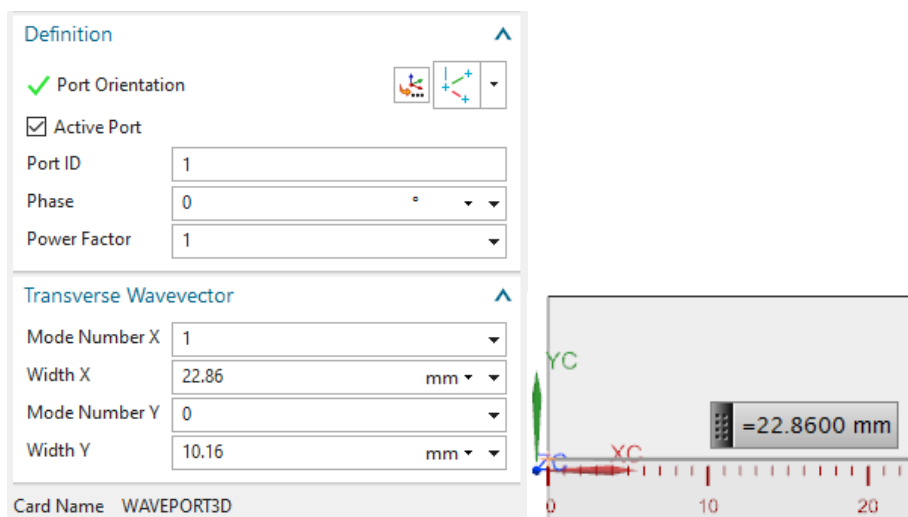 Definition
Port Orientation
Active Port
Port ID 1
Phase 0 °
Power Factor 1
Transverse Wavevector
Mode Number X 1
Width X 22.86 mm
Mode Number Y 0
Width Y 10.16 mm
Card Name WAVEPORT3D
YC
=22.8600 mm
ZC XC
0 10 20